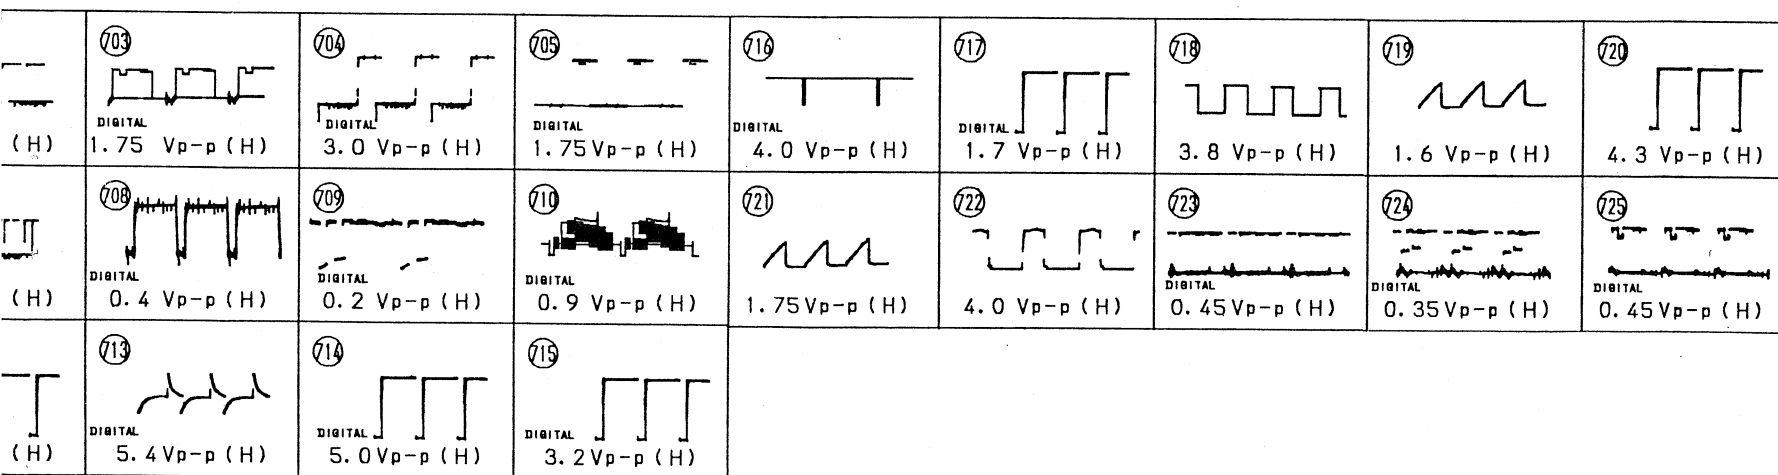 703 704 705 716 717 718 719 720
DIGITAL DIGITAL DIGITAL DIGITAL DIGITAL
(H) 1.75 Vp-p (H) 3.0 Vp-p (H) 1.75 Vp-p (H) 4.0 Vp-p (H) 1.7 Vp-p (H) 3.8 Vp-p (H) 1.6 Vp-p (H) 4.3 Vp-p (H)
708 709 710 721 722 723 724 725
DIGITAL DIGITAL DIGITAL DIGITAL DIGITAL DIGITAL
(H) 0.4 Vp-p (H) 0.2 Vp-p (H) 0.9 Vp-p (H) 1.75 Vp-p (H) 4.0 Vp-p (H) 0.45 Vp-p (H) 0.35 Vp-p (H) 0.45 Vp-p (H)
713 714 715
DIGITAL DIGITAL DIGITAL
(H) 5.4 Vp-p (H) 5.0 Vp-p (H) 3.2 Vp-p (H)